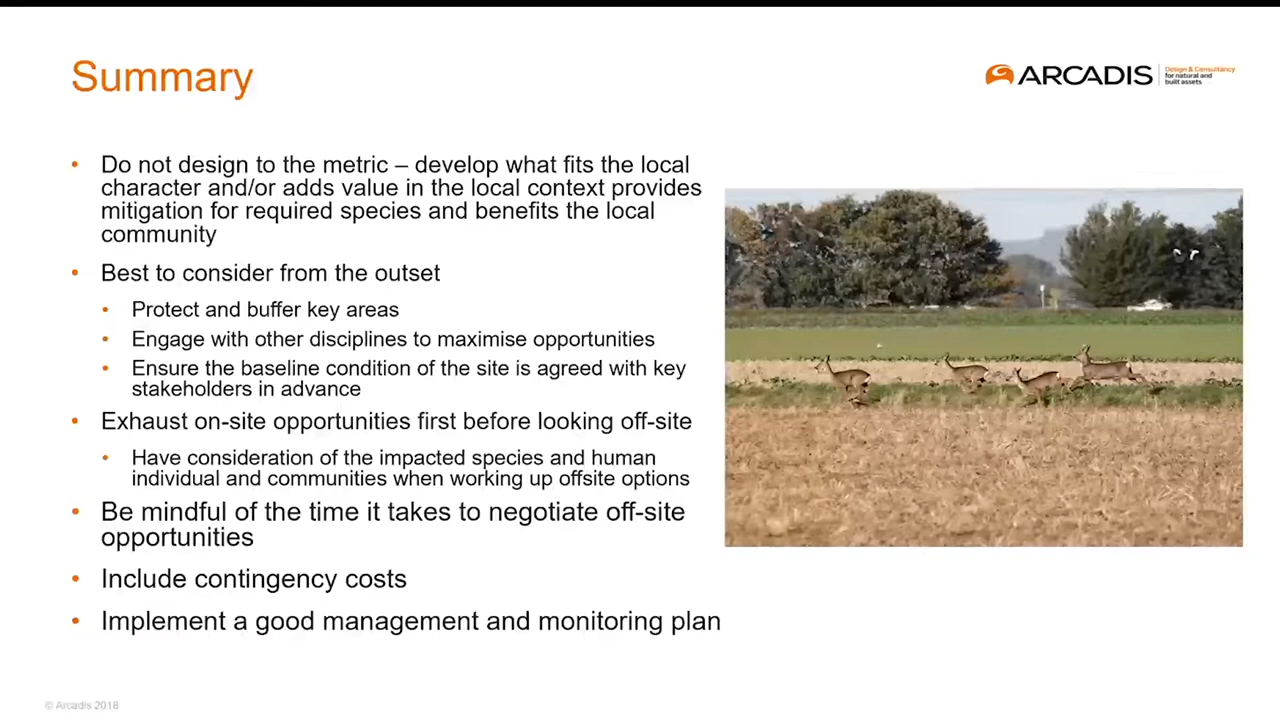 Summary
ARCADIS
Design & Consultancy
for natural and
built assets
• Do not design to the metric – develop what fits the local
character and/or adds value in the local context provides
mitigation for required species and benefits the local
community
• Best to consider from the outset
• Protect and buffer key areas
• Engage with other disciplines to maximise opportunities
• Ensure the baseline condition of the site is agreed with key
stakeholders in advance
• Exhaust on-site opportunities first before looking off-site
• Have consideration of the impacted species and human
individual and communities when working up offsite options
• Be mindful of the time it takes to negotiate off-site
opportunities
• Include contingency costs
• Implement a good management and monitoring plan
© Arcadis 2018